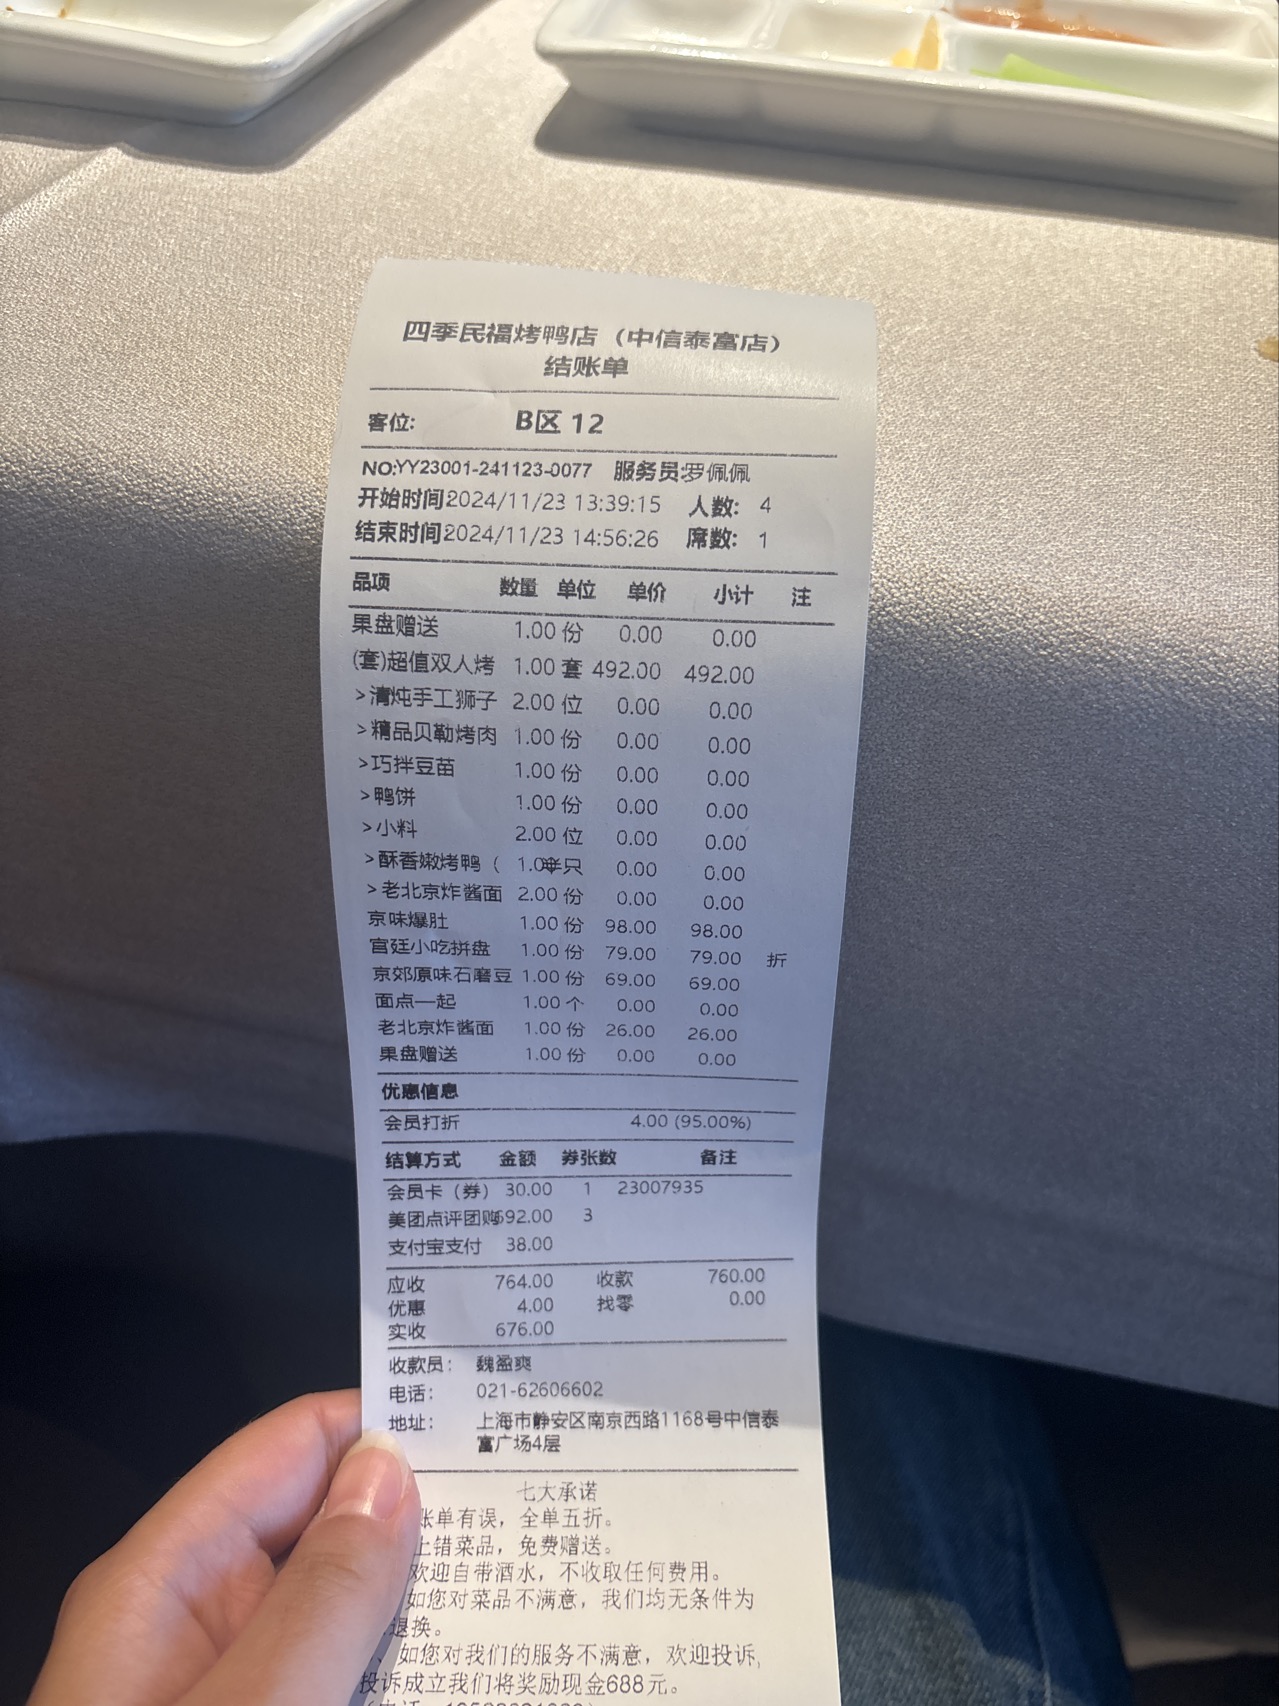 四季民福烤鸭店（中信泰富店）
结账单
客位: B区 12
NO:YY23001-241123-0077 服务员:罗佩佩
开始时间2024/11/23 13:39:15 人数: 4
结束时间2024/11/23 14:56:26 席数: 1
品项 数量 单位 单价 小计 注
果盘赠送 1.00 份 0.00 0.00
(套)超值双人烤 1.00 套 492.00 492.00
>清炖手工狮子 2.00 位 0.00 0.00
>精品贝勒烤肉 1.00 份 0.00 0.00
>巧拌豆苗 1.00 份 0.00 0.00
>鸭饼 1.00 份 0.00 0.00
>小料 2.00 位 0.00 0.00
>酥香嫩烤鸭（ 1.00半只 0.00 0.00
>老北京炸酱面 2.00 份 0.00 0.00
京味爆肚 1.00 份 98.00 98.00
宫廷小吃拼盘 1.00 份 79.00 79.00 折
京郊原味石磨豆 1.00 份 69.00 69.00
面点一起 1.00 个 0.00 0.00
老北京炸酱面 1.00 份 26.00 26.00
果盘赠送 1.00 份 0.00 0.00
优惠信息
会员打折 4.00 (95.00%)
结算方式 金额 券张数 备注
会员卡（券） 30.00 1 23007935
美团点评团购692.00 3
支付宝支付 38.00
应收 764.00 收款 760.00
优惠 4.00 找零 0.00
实收 676.00
收款员: 魏盈爽
电话: 021-62606602
地址: 上海市静安区南京西路1168号中信泰
富广场4层
七大承诺
账单有误，全单五折。
上错菜品，免费赠送。
欢迎自带酒水，不收取任何费用。
如您对菜品不满意，我们均无条件为
退换。
、如您对我们的服务不满意，欢迎投诉,
投诉成立我们将奖励现金688元。